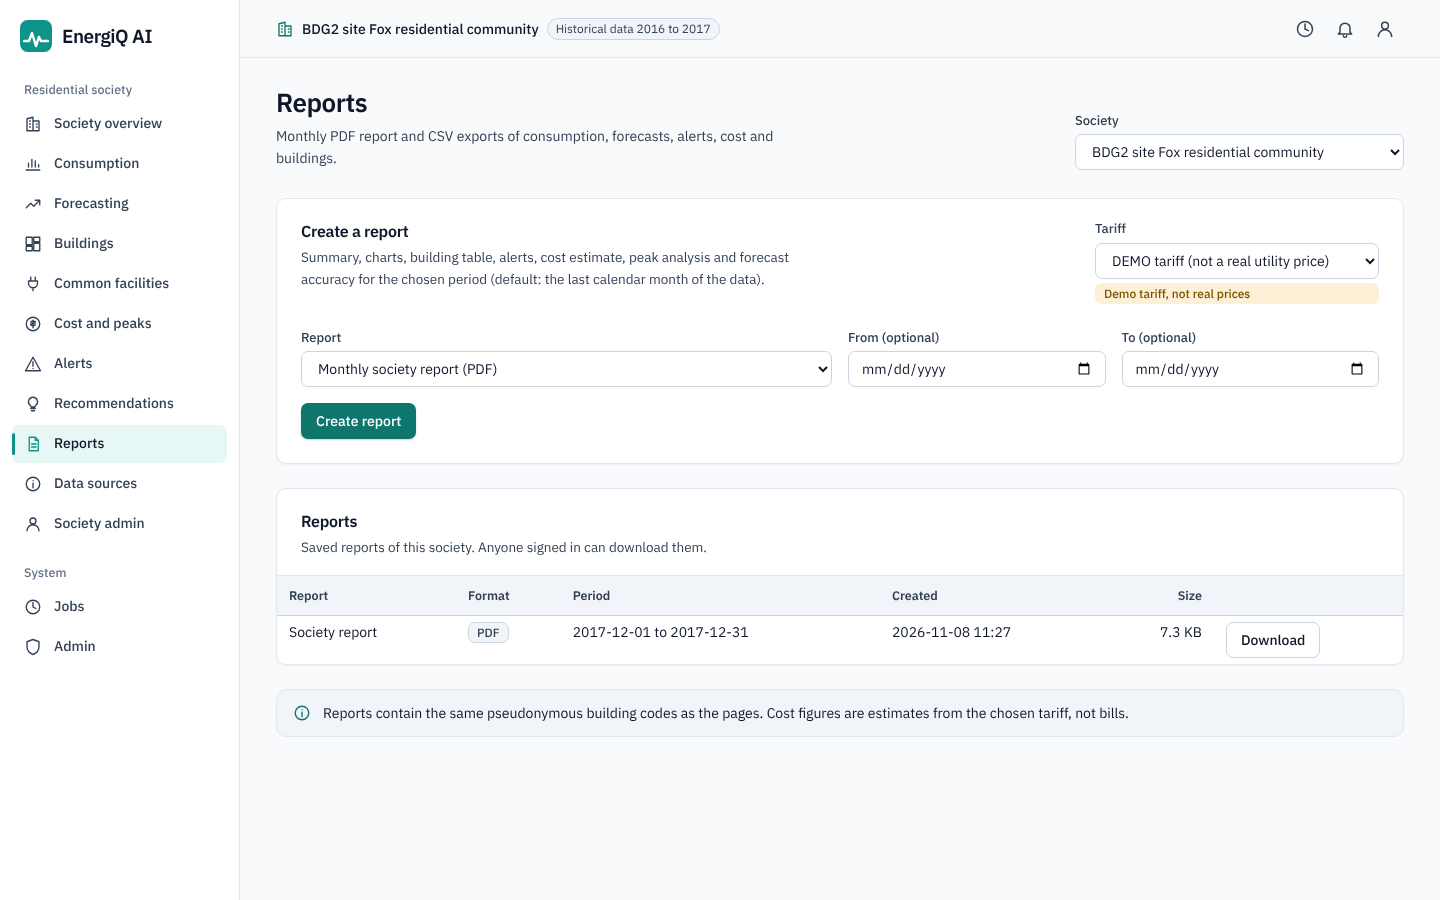 EnergiQ AI
BDG2 site Fox residential community
Historical data 2016 to 2017
Residential society
Society overview
Consumption
Forecasting
Buildings
Common facilities
Cost and peaks
Alerts
Recommendations
Reports
Data sources
Society admin
System
Jobs
Admin
Reports
Monthly PDF report and CSV exports of consumption, forecasts, alerts, cost and
buildings.
Society
BDG2 site Fox residential community
Create a report
Summary, charts, building table, alerts, cost estimate, peak analysis and forecast
accuracy for the chosen period (default: the last calendar month of the data).
Tariff
DEMO tariff (not a real utility price)
Demo tariff, not real prices
Report
Monthly society report (PDF)
From (optional)
mm/dd/yyyy
To (optional)
mm/dd/yyyy
Create report
Reports
Saved reports of this society. Anyone signed in can download them.
Report Format Period Created Size
Society report PDF 2017-12-01 to 2017-12-31 2026-11-08 11:27 7.3 KB Download
Reports contain the same pseudonymous building codes as the pages. Cost figures are estimates from the chosen tariff, not bills.